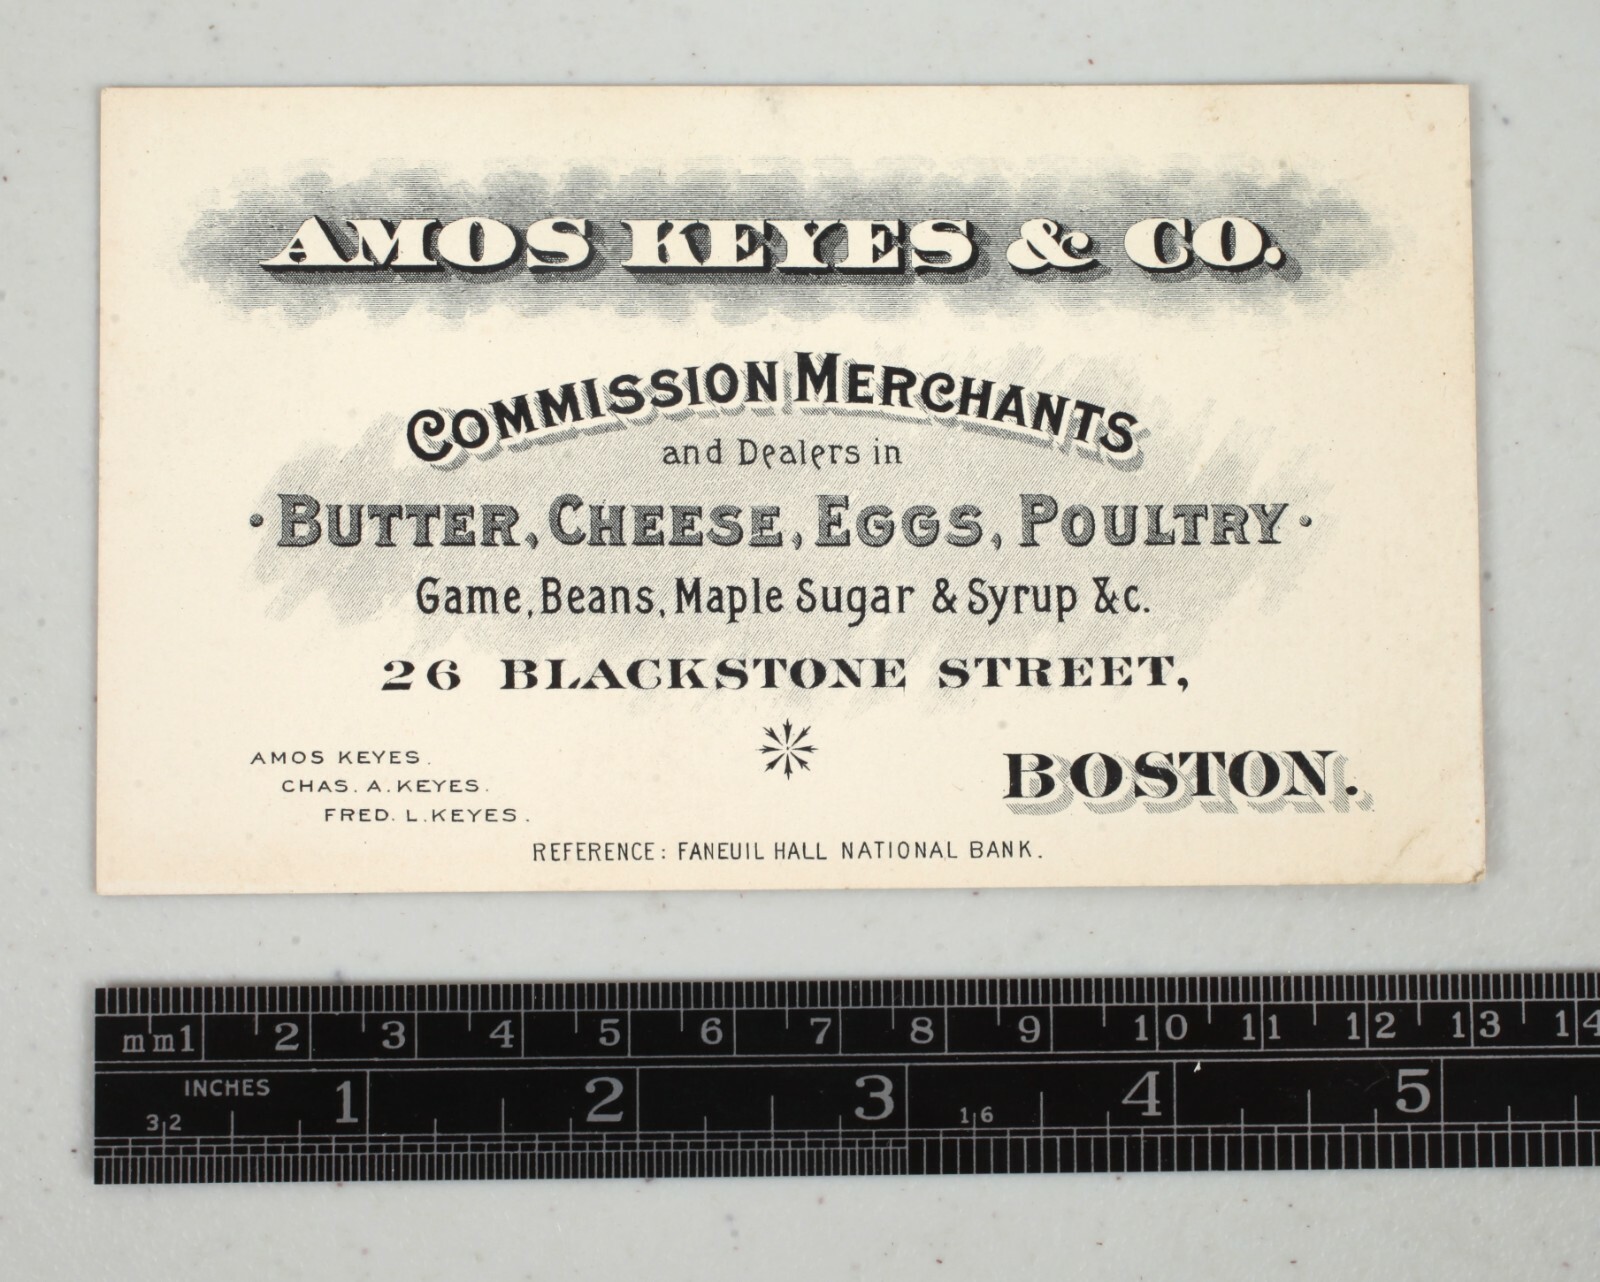 AMOS KEYES & CO.
COMMISSION MERCHANTS
and Dealers in
·BUTTER, CHEESE, EGGS, POULTRY·
Game, Beans, Maple Sugar & Syrup &c.
26 BLACKSTONE STREET,
BOSTON.
AMOS KEYES.
CHAS. A. KEYES.
FRED. L. KEYES.
REFERENCE: FANEUIL HALL NATIONAL BANK.
mm1 2 3 4 5 6 7 8 9 10 11 12 13 14
INCHES 1 2 3 4 5
32 16